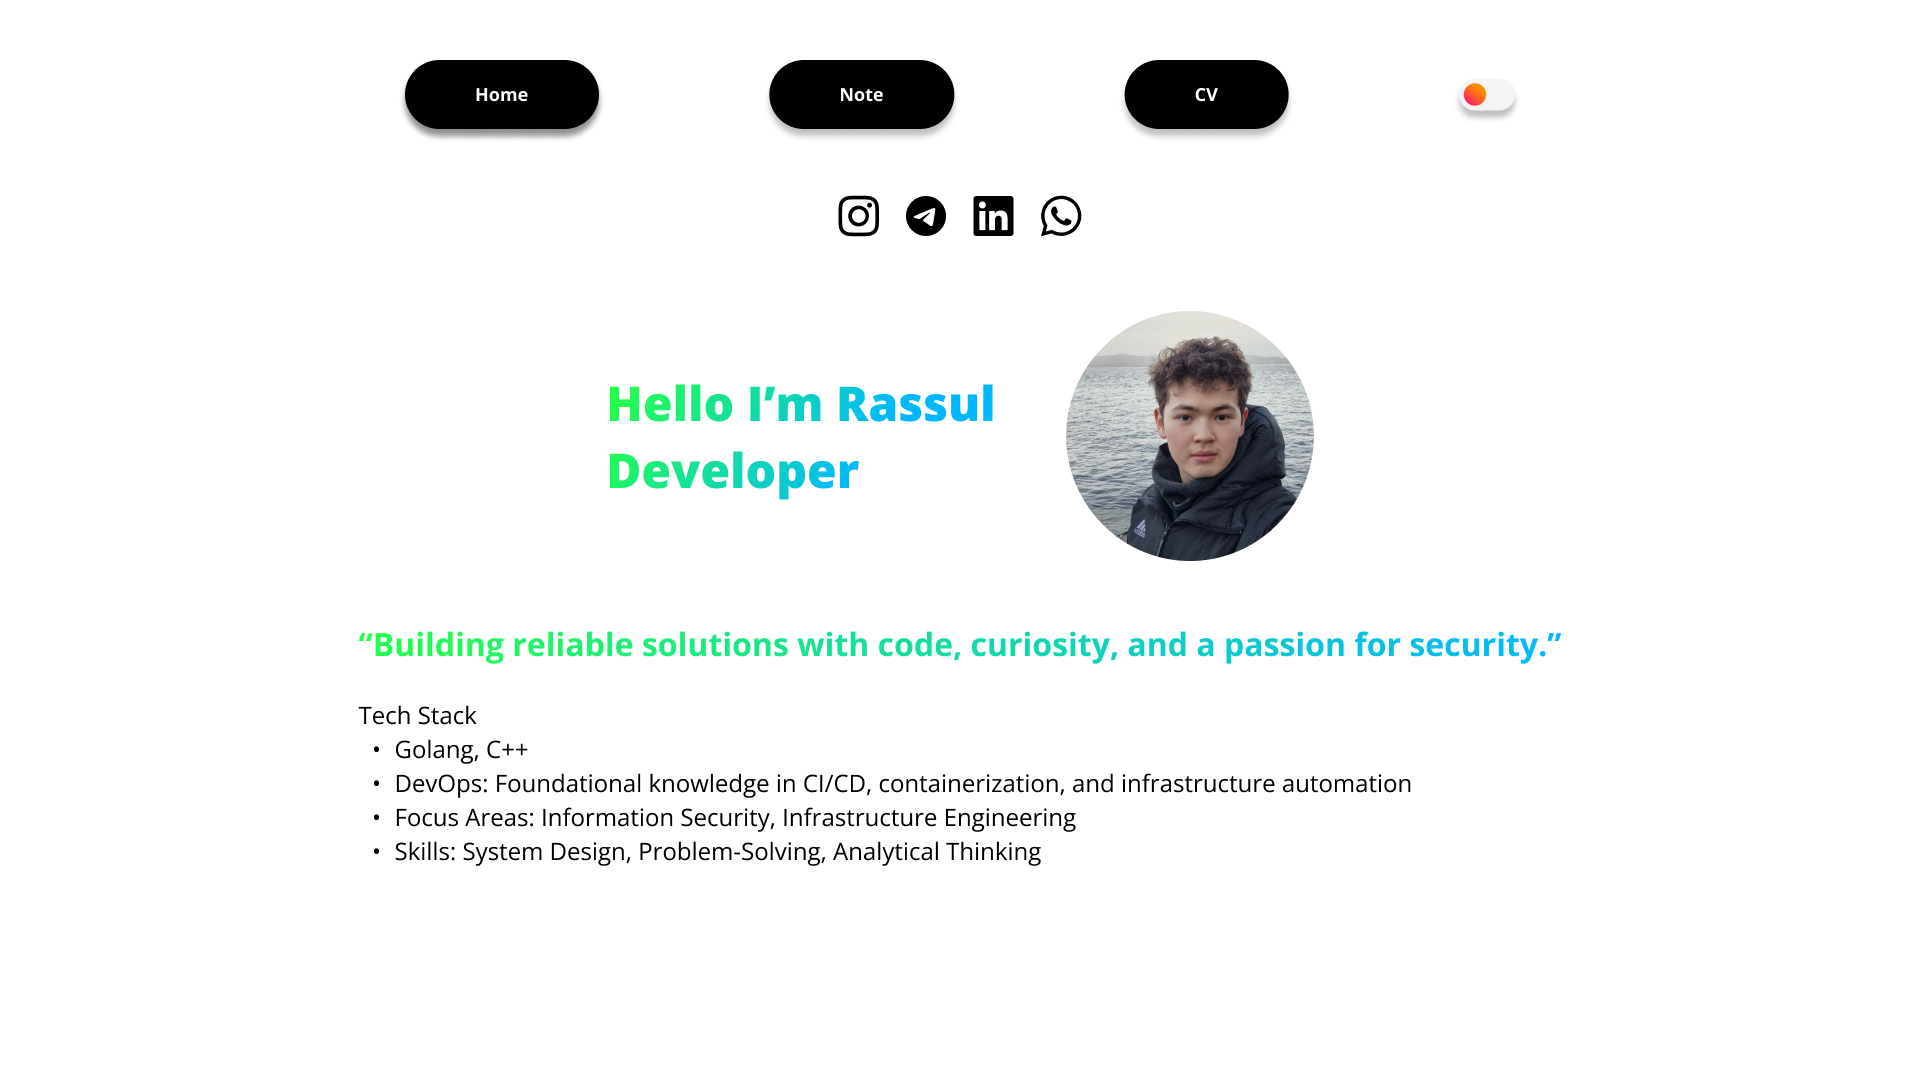 Home
Note
CV
Hello I’m Rassul
Developer
“Building reliable solutions with code, curiosity, and a passion for security.”
Tech Stack
• Golang, C++
• DevOps: Foundational knowledge in CI/CD, containerization, and infrastructure automation
• Focus Areas: Information Security, Infrastructure Engineering
• Skills: System Design, Problem-Solving, Analytical Thinking